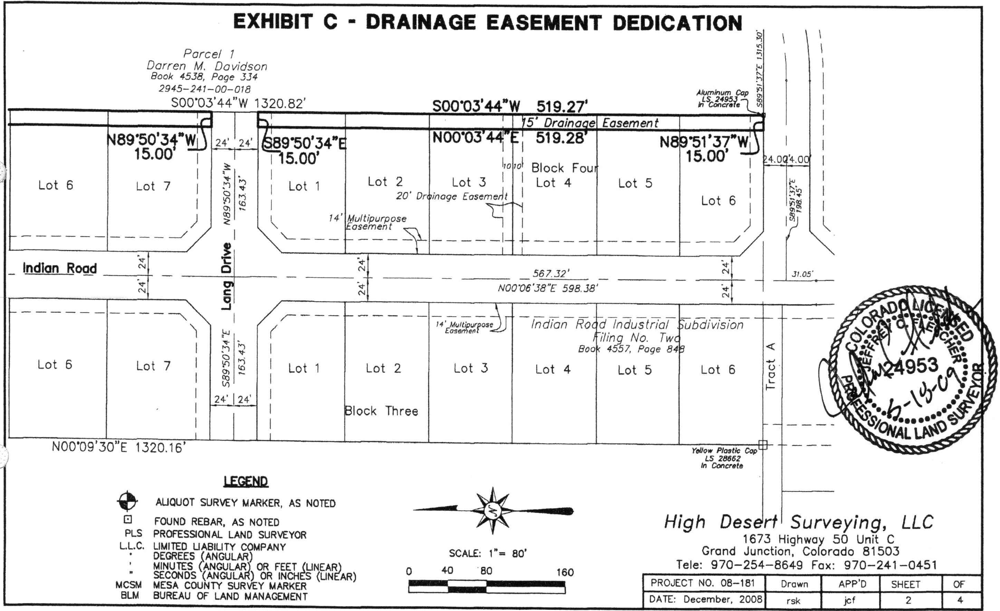 EXHIBIT C - DRAINAGE EASEMENT DEDICATION
Parcel 1
Darren M. Davidson
Book 4538, Page 334
2945-241-00-018
S00°03'44"W 1320.82'
S00°03'44"W 519.27'
Aluminum Cap
LS 24953
In Concrete
S89°51'37"E 1315.30'
15' Drainage Easement
N00°03'44"E 519.28'
N89°50'34"W
15.00'
24' 24'
S89°50'34"E
15.00'
N89°51'37"W
15.00'
24.00' 24.00'
10' 10'
Block Four
Lot 6
Lot 7
Lot 1
Lot 2
Lot 3
Lot 4
Lot 5
Lot 6
N89°50'34"W
163.43'
20' Drainage Easement
14' Multipurpose
Easement
S89°51'37"E
198.45'
Indian Road
Lang Drive
24'
24'
24'
24'
24'
24'
567.32'
N00°06'38"E 598.38'
31.05'
14' Multipurpose
Easement
Indian Road Industrial Subdivision
Filing No. Two
Book 4557, Page 848
S89°50'34"E
163.43'
Lot 6
Lot 7
Lot 1
Lot 2
Lot 3
Lot 4
Lot 5
Lot 6
Tract A
24' 24'
Block Three
N00°09'30"E 1320.16'
Yellow Plastic Cap
LS 28662
In Concrete
COLORADO LICENSED
JEFFREY C. FLETCHER
24953
PROFESSIONAL LAND SURVEYOR
LEGEND
ALIQUOT SURVEY MARKER, AS NOTED
FOUND REBAR, AS NOTED
PLS PROFESSIONAL LAND SURVEYOR
L.L.C. LIMITED LIABILITY COMPANY
° DEGREES (ANGULAR)
' MINUTES (ANGULAR) OR FEET (LINEAR)
" SECONDS (ANGULAR) OR INCHES (LINEAR)
MCSM MESA COUNTY SURVEY MARKER
BLM BUREAU OF LAND MANAGEMENT
N
SCALE: 1"= 80'
0 40 80 160
High Desert Surveying, LLC
1673 Highway 50 Unit C
Grand Junction, Colorado 81503
Tele: 970-254-8649 Fax: 970-241-0451
PROJECT NO. 08-181 Drawn APP'D SHEET OF
DATE: December, 2008 rsk jcf 2 4